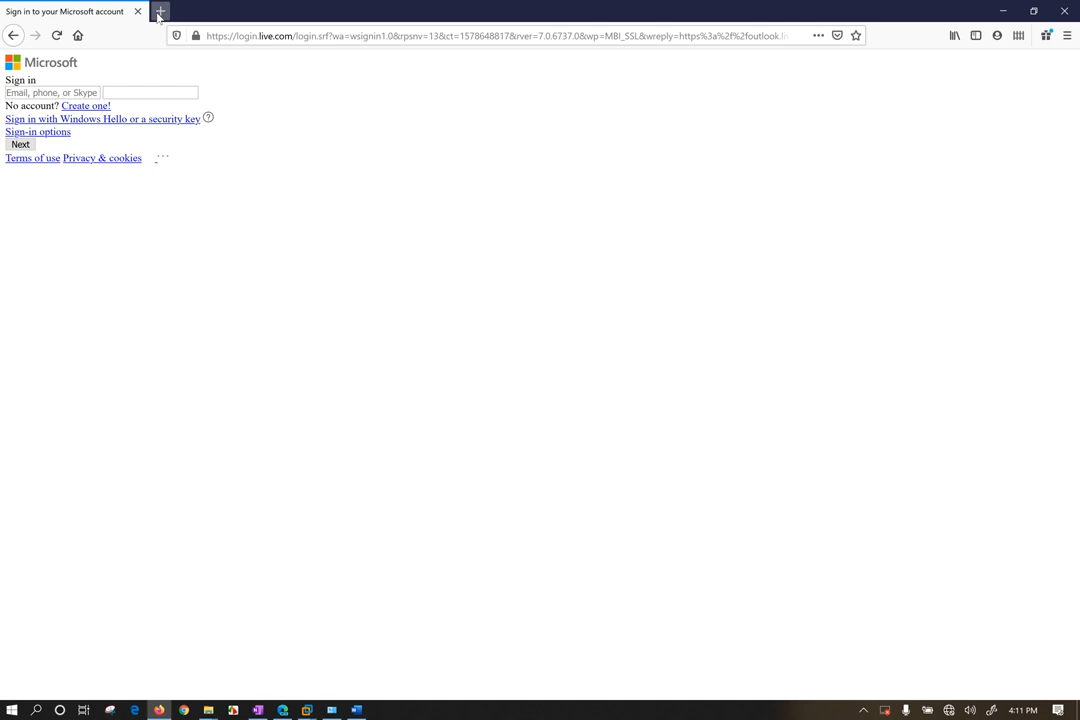 Sign in to your Microsoft account
https://login.live.com/login.srf?wa=wsignin1.0&rpsnv=13&ct=1578648817&rver=7.0.6737.0&wp=MBI_SSL&wreply=https%3a%2f%2foutlook.li
Microsoft
Sign in
Email, phone, or Skype
No account? Create one!
Sign in with Windows Hello or a security key
Sign-in options
Next
Terms of use Privacy & cookies ...
4:11 PM